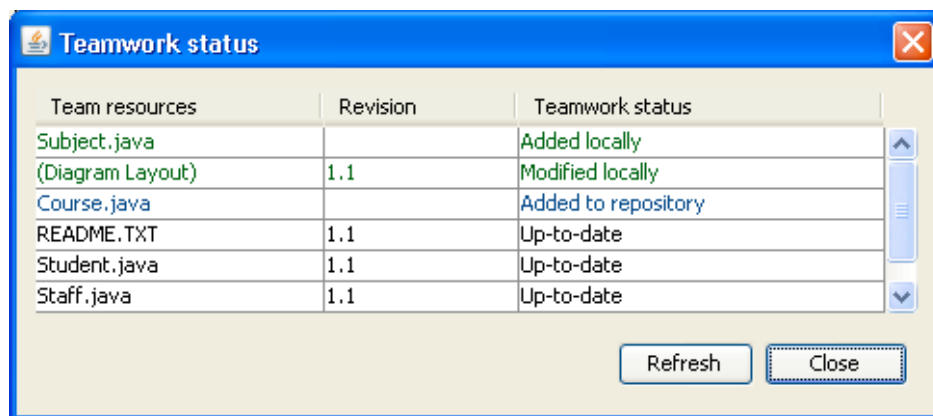 Teamwork status
Team resources Revision Teamwork status
Subject.java Added locally
(Diagram Layout) 1.1 Modified locally
Course.java Added to repository
README.TXT 1.1 Up-to-date
Student.java 1.1 Up-to-date
Staff.java 1.1 Up-to-date
Refresh Close